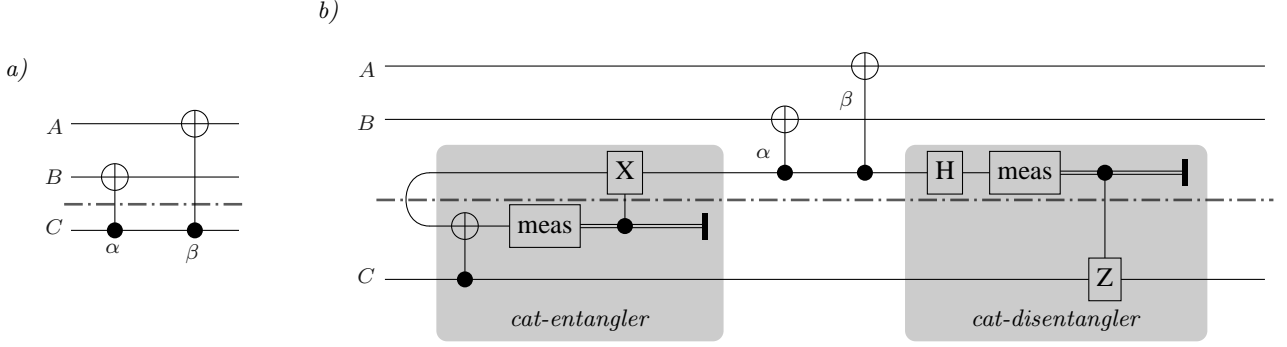 a)
A
B
C
α
β
b)
A
B
β
α
X
H
meas
meas
C
Z
cat-entangler
cat-disentangler